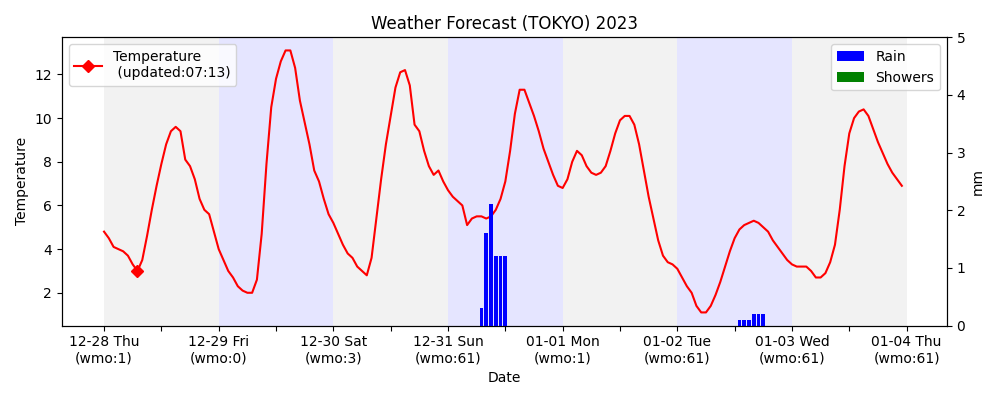 Weather Forecast (TOKYO) 2023
Temperature
(updated:07:13)
Rain
Showers
Temperature
12
10
8
6
4
2
5
4
3
2
1
0
mm
12-28 Thu
(wmo:1)
12-29 Fri
(wmo:0)
12-30 Sat
(wmo:3)
12-31 Sun
(wmo:61)
01-01 Mon
(wmo:1)
01-02 Tue
(wmo:61)
01-03 Wed
(wmo:61)
01-04 Thu
(wmo:61)
Date